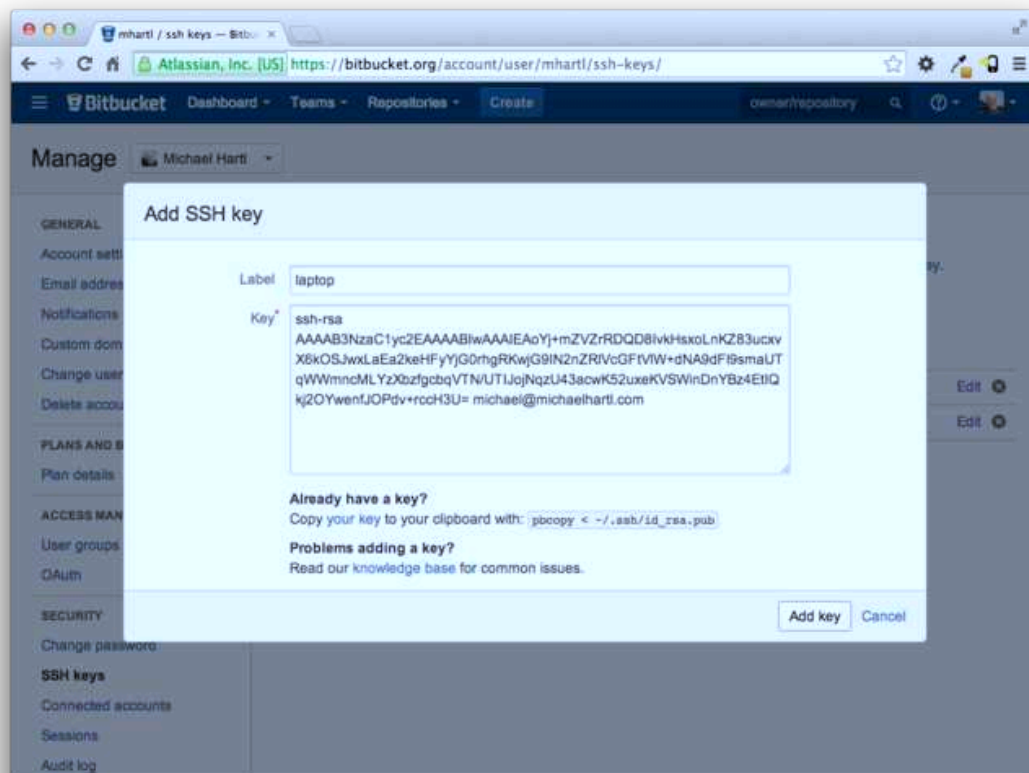 mhartl / ssh keys — Bitbu
Atlassian, Inc. [US] https://bitbucket.org/account/user/mhartl/ssh-keys/
Bitbucket Dashboard Teams Repositories Create owner/repository
Manage Michael Hartl
Add SSH key
GENERAL
Account setti
Email addres
Notifications
Custom dom
Change user
Delete accou
PLANS AND B
Plan details
ACCESS MAN
User groups
OAuth
SECURITY
Change password
SSH keys
Connected accounts
Sessions
Audit log
Label laptop
Key* ssh-rsa
AAAAB3NzaC1yc2EAAAABIwAAAIEAoYj+mZVZrRDQD8IvkHsxoLnKZ83ucxv
X6kOSJwxLaEa2keHFyYjG0rhgRKwjG9IN2nZRIVcGFtVIW+dNA9dFI9smaUT
qWWmncMLYzXbzfgcbqVTN/UTIJojNqzU43acwK52uxeKVSWinDnYBz4EtIQ
kj2OYwenfJOPdv+rccH3U= michael@michaelhartl.com
Already have a key?
Copy your key to your clipboard with: pbcopy < ~/.ssh/id_rsa.pub
Problems adding a key?
Read our knowledge base for common issues.
Add key Cancel
ay.
Edit
Edit